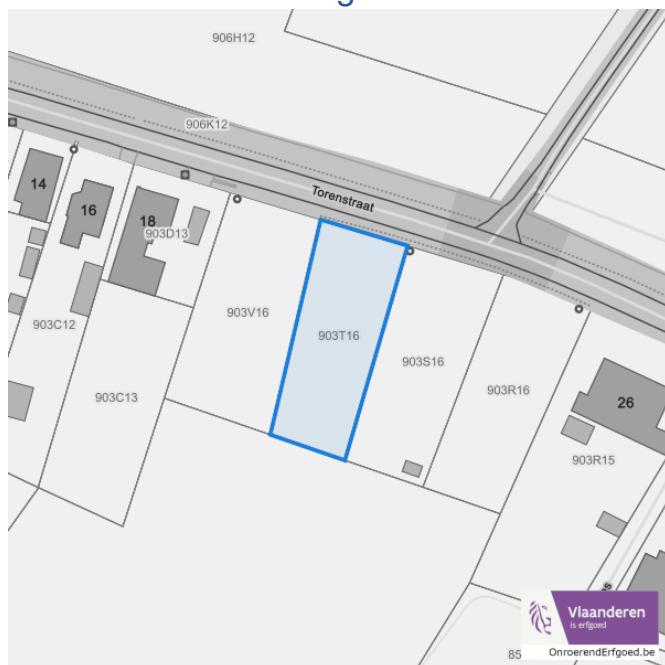 906H12
906K12
Torenstraat
14
16
18
903D13
903V16
903T16
903S16
903R16
903C12
903C13
26
903R15
Vlaanderen
is erfgoed
OnroerendErfgoed.be